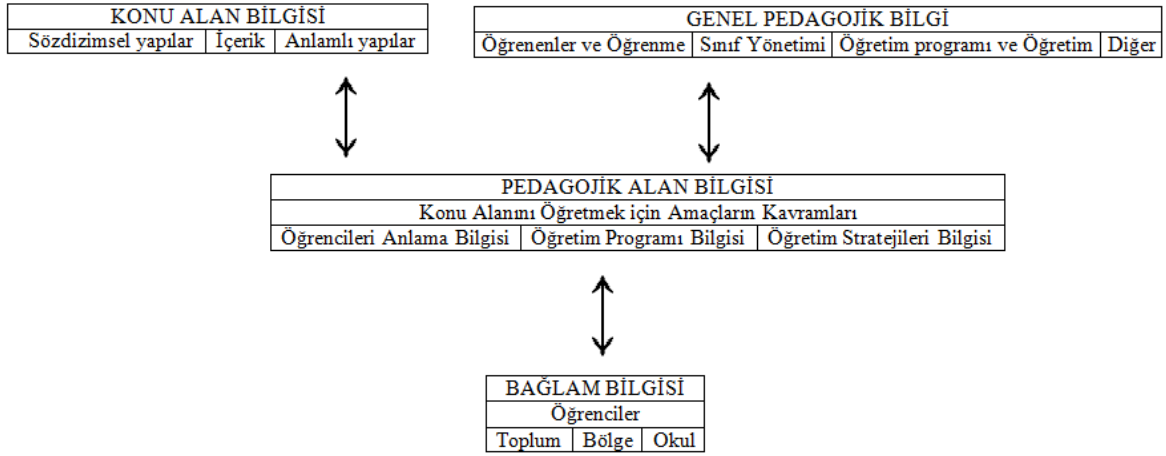 KONU ALAN BİLGİSİ
Sözdizimsel yapılar İçerik Anlamlı yapılar
GENEL PEDAGOJİK BİLGİ
Öğrenenler ve Öğrenme Sınıf Yönetimi Öğretim programı ve Öğretim Diğer
PEDAGOJİK ALAN BİLGİSİ
Konu Alanını Öğretmek için Amaçların Kavramları
Öğrencileri Anlama Bilgisi Öğretim Programı Bilgisi Öğretim Stratejileri Bilgisi
BAĞLAM BİLGİSİ
Öğrenciler
Toplum Bölge Okul